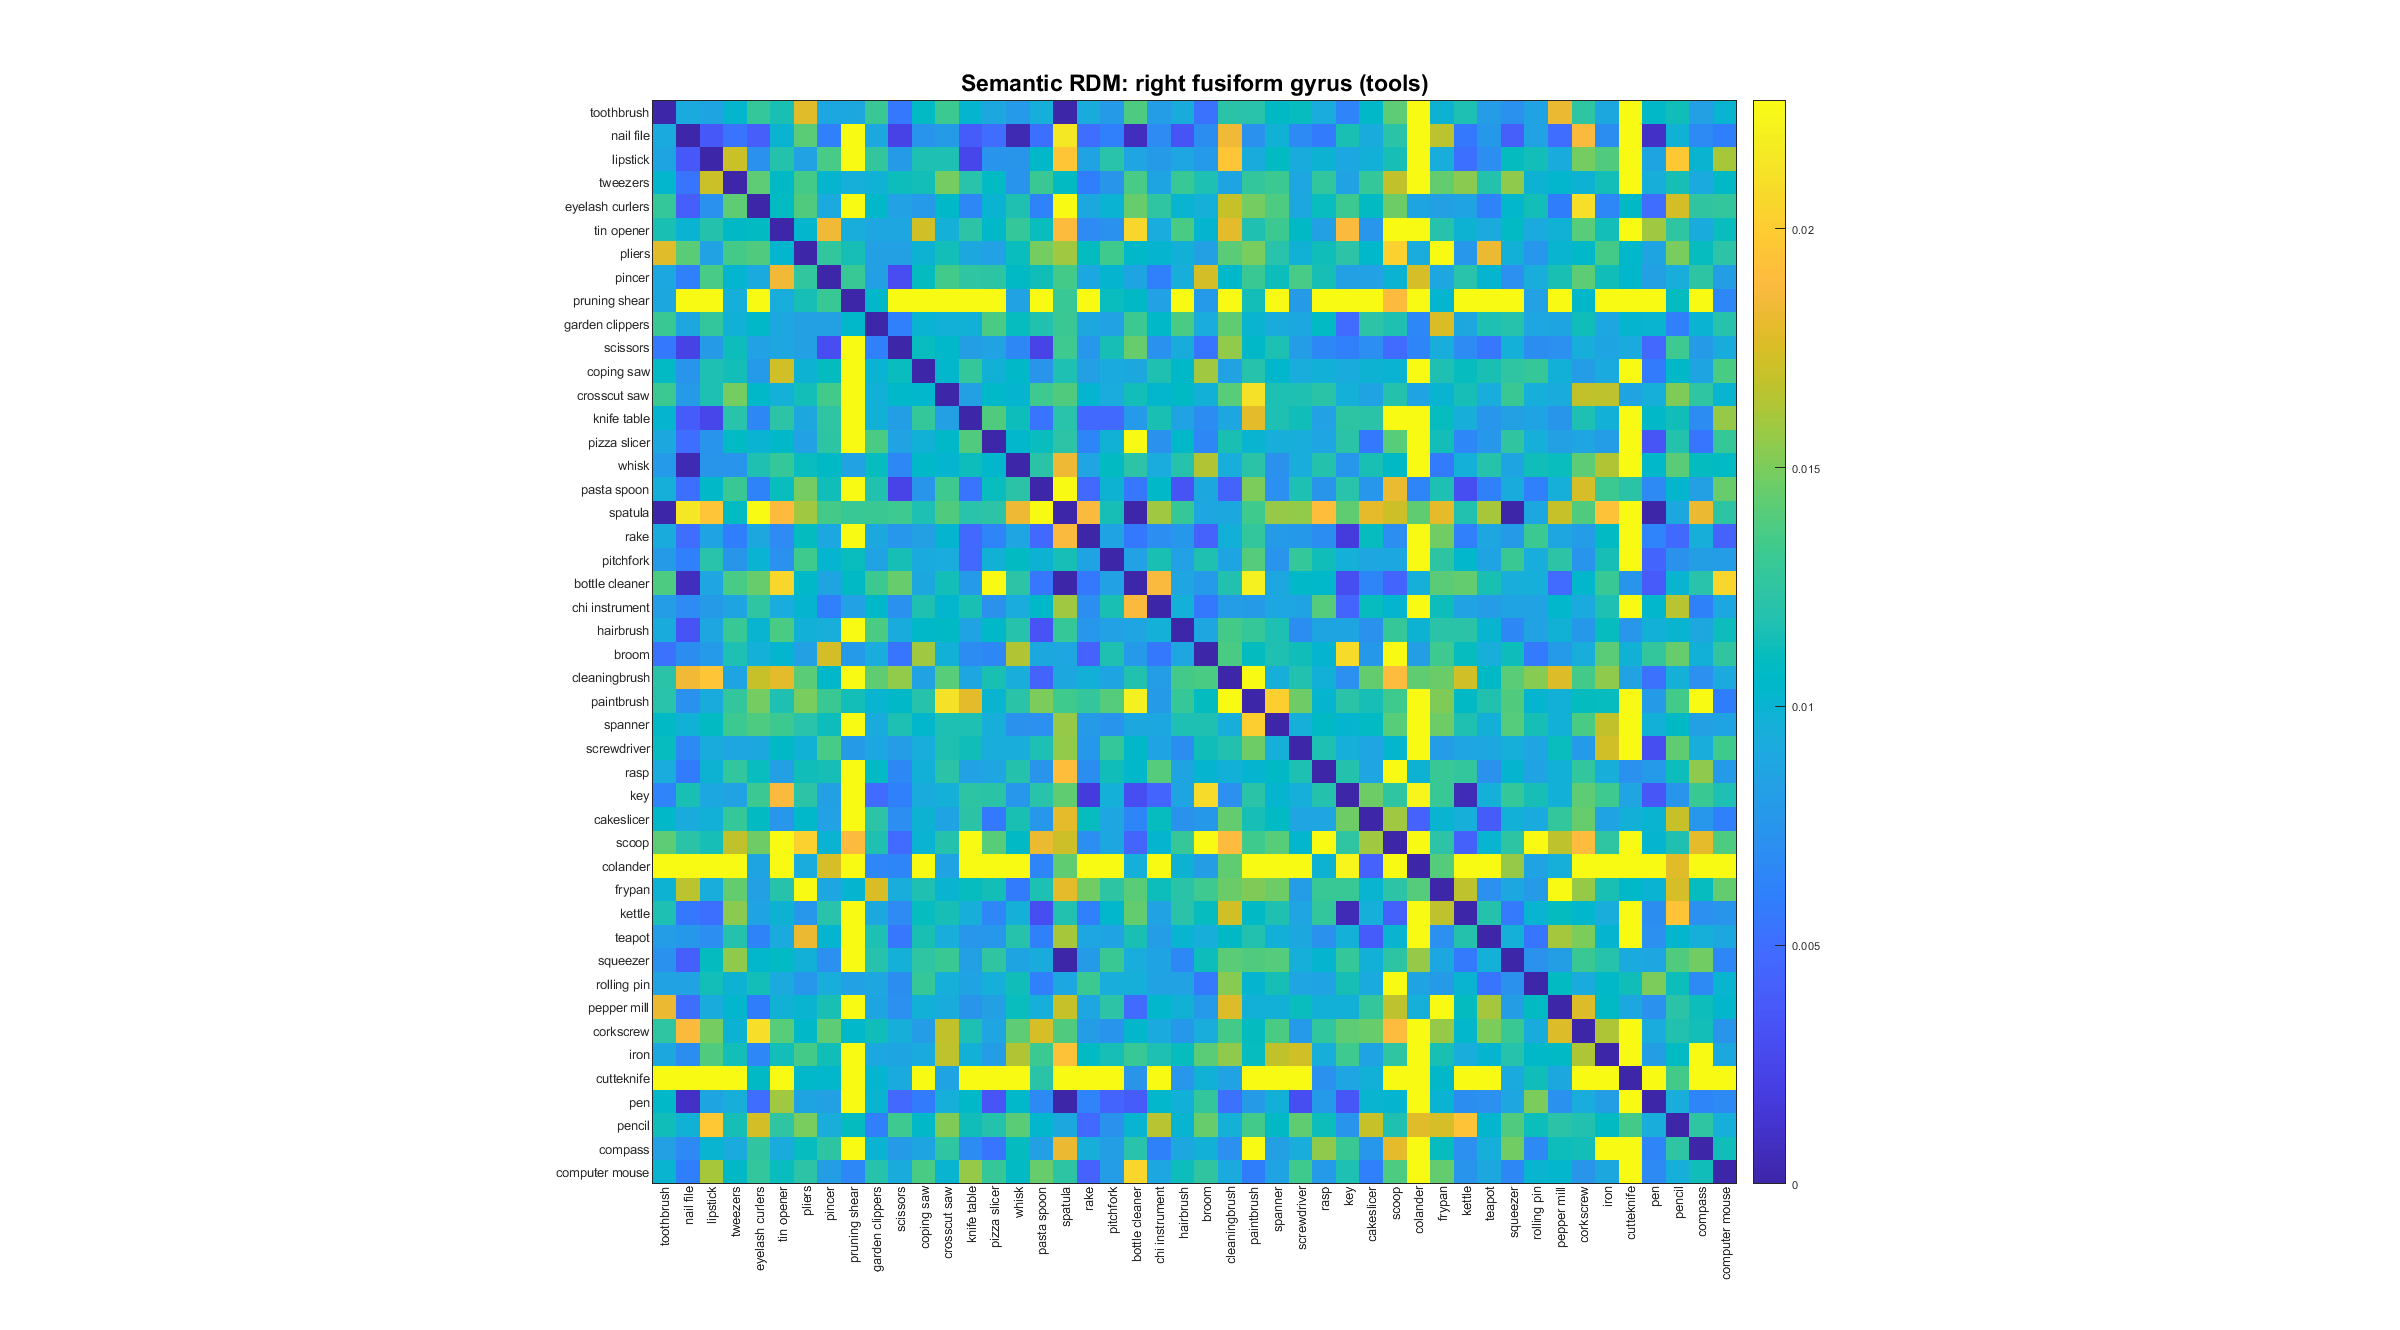 Semantic RDM: right fusiform gyrus (tools)
toothbrush
nail file
lipstick
tweezers
eyelash curlers
tin opener
pliers
pincer
pruning shear
garden clippers
scissors
coping saw
crosscut saw
knife table
pizza slicer
whisk
pasta spoon
spatula
rake
pitchfork
bottle cleaner
chi instrument
hairbrush
broom
cleaningbrush
paintbrush
spanner
screwdriver
rasp
key
cakeslicer
scoop
colander
frypan
kettle
teapot
squeezer
rolling pin
pepper mill
corkscrew
iron
cutteknife
pen
pencil
compass
computer mouse
toothbrush
nail file
lipstick
tweezers
eyelash curlers
tin opener
pliers
pincer
pruning shear
garden clippers
scissors
coping saw
crosscut saw
knife table
pizza slicer
whisk
pasta spoon
spatula
rake
pitchfork
bottle cleaner
chi instrument
hairbrush
broom
cleaningbrush
paintbrush
spanner
screwdriver
rasp
key
cakeslicer
scoop
colander
frypan
kettle
teapot
squeezer
rolling pin
pepper mill
corkscrew
iron
cutteknife
pen
pencil
compass
computer mouse
0.02
0.015
0.01
0.005
0